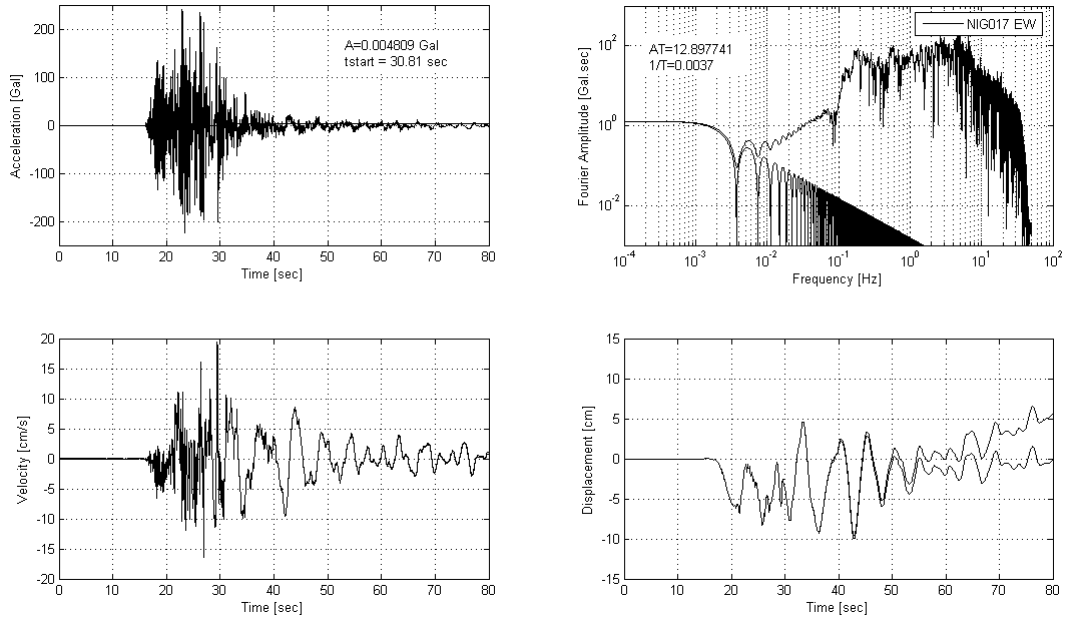 200
100
0
-100
-200
Acceleration [Gal]
A=0.004809 Gal
tstart = 30.81 sec
0 10 20 30 40 50 60 70 80
Time [sec]
10^2
10^0
10^-2
Fourier Amplitude [Gal.sec]
AT=12.897741
1/T=0.0037
NIG017 EW
10^-4 10^-3 10^-2 10^-1 10^0 10^1 10^2
Frequency [Hz]
20
15
10
5
0
-5
-10
-15
-20
Velocity [cm/s]
0 10 20 30 40 50 60 70 80
Time [sec]
15
10
5
0
-5
-10
-15
Displacement [cm]
0 10 20 30 40 50 60 70 80
Time [sec]